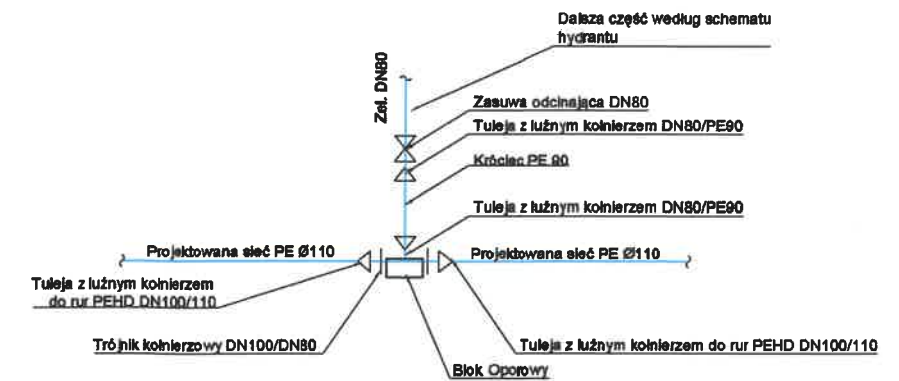 Dalsza część według schematu
hydrantu
Żel. DN80
Zasuwa odcinająca DN80
Tuleja z luźnym kołnierzem DN80/PE90
Króciec PE 90
Tuleja z luźnym kołnierzem DN80/PE90
Projektowana sieć PE Ø110
Projektowana sieć PE Ø110
Tuleja z luźnym kołnierzem
do rur PEHD DN100/110
Trójnik kołnierzowy DN100/DN80
Tuleja z luźnym kołnierzem do rur PEHD DN100/110
Blok Oporowy